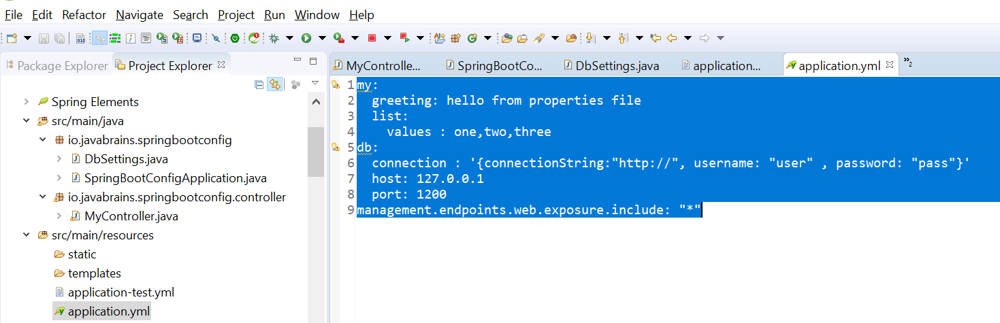 File Edit Refactor Navigate Search Project Run Window Help
Package Explorer Project Explorer
MyControlle... SpringBootCo... DbSettings.java application... application.yml »2
Spring Elements
src/main/java
io.javabrains.springbootconfig
DbSettings.java
SpringBootConfigApplication.java
io.javabrains.springbootconfig.controller
MyController.java
src/main/resources
static
templates
application-test.yml
application.yml
1 my:
2   greeting: hello from properties file
3   list:
4     values : one,two,three
5 db:
6   connection : '{connectionString:"http://", username: "user" , password: "pass"}'
7   host: 127.0.0.1
8   port: 1200
9 management.endpoints.web.exposure.include: "*"